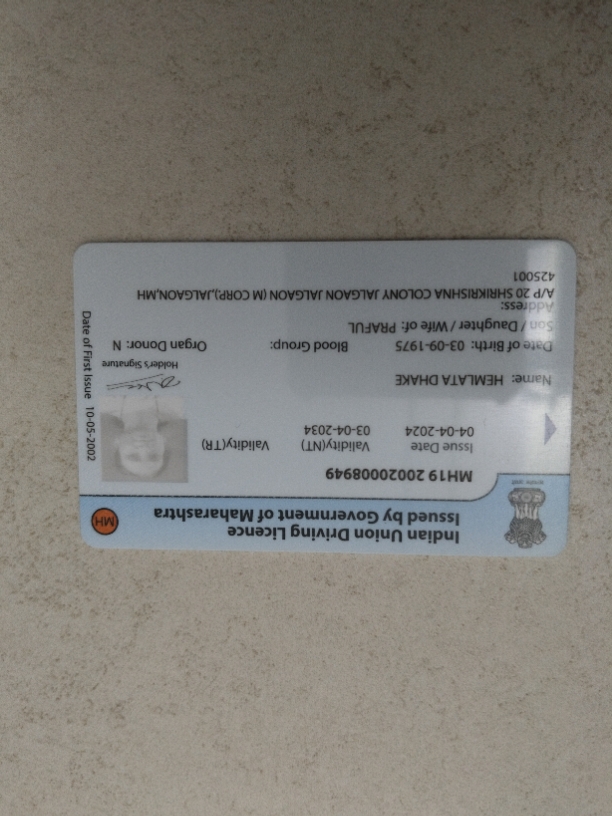 Indian Union Driving Licence
Issued by Government of Maharashtra
MH
MH19 20020008949
Issue Date Validity(NT) Validity(TR)
04-04-2024 03-04-2034
Name: HEMLATA DHAKE
Holder's Signature
Date of Birth: 03-09-1975 Blood Group: Organ Donor: N
Son / Daughter / Wife of: PRAFUL
Address:
A/P 20 SHRIKRISHNA COLONY JALGAON JALGAON (M CORP.),JALGAON,MH
425001
Date of First Issue 10-05-2002